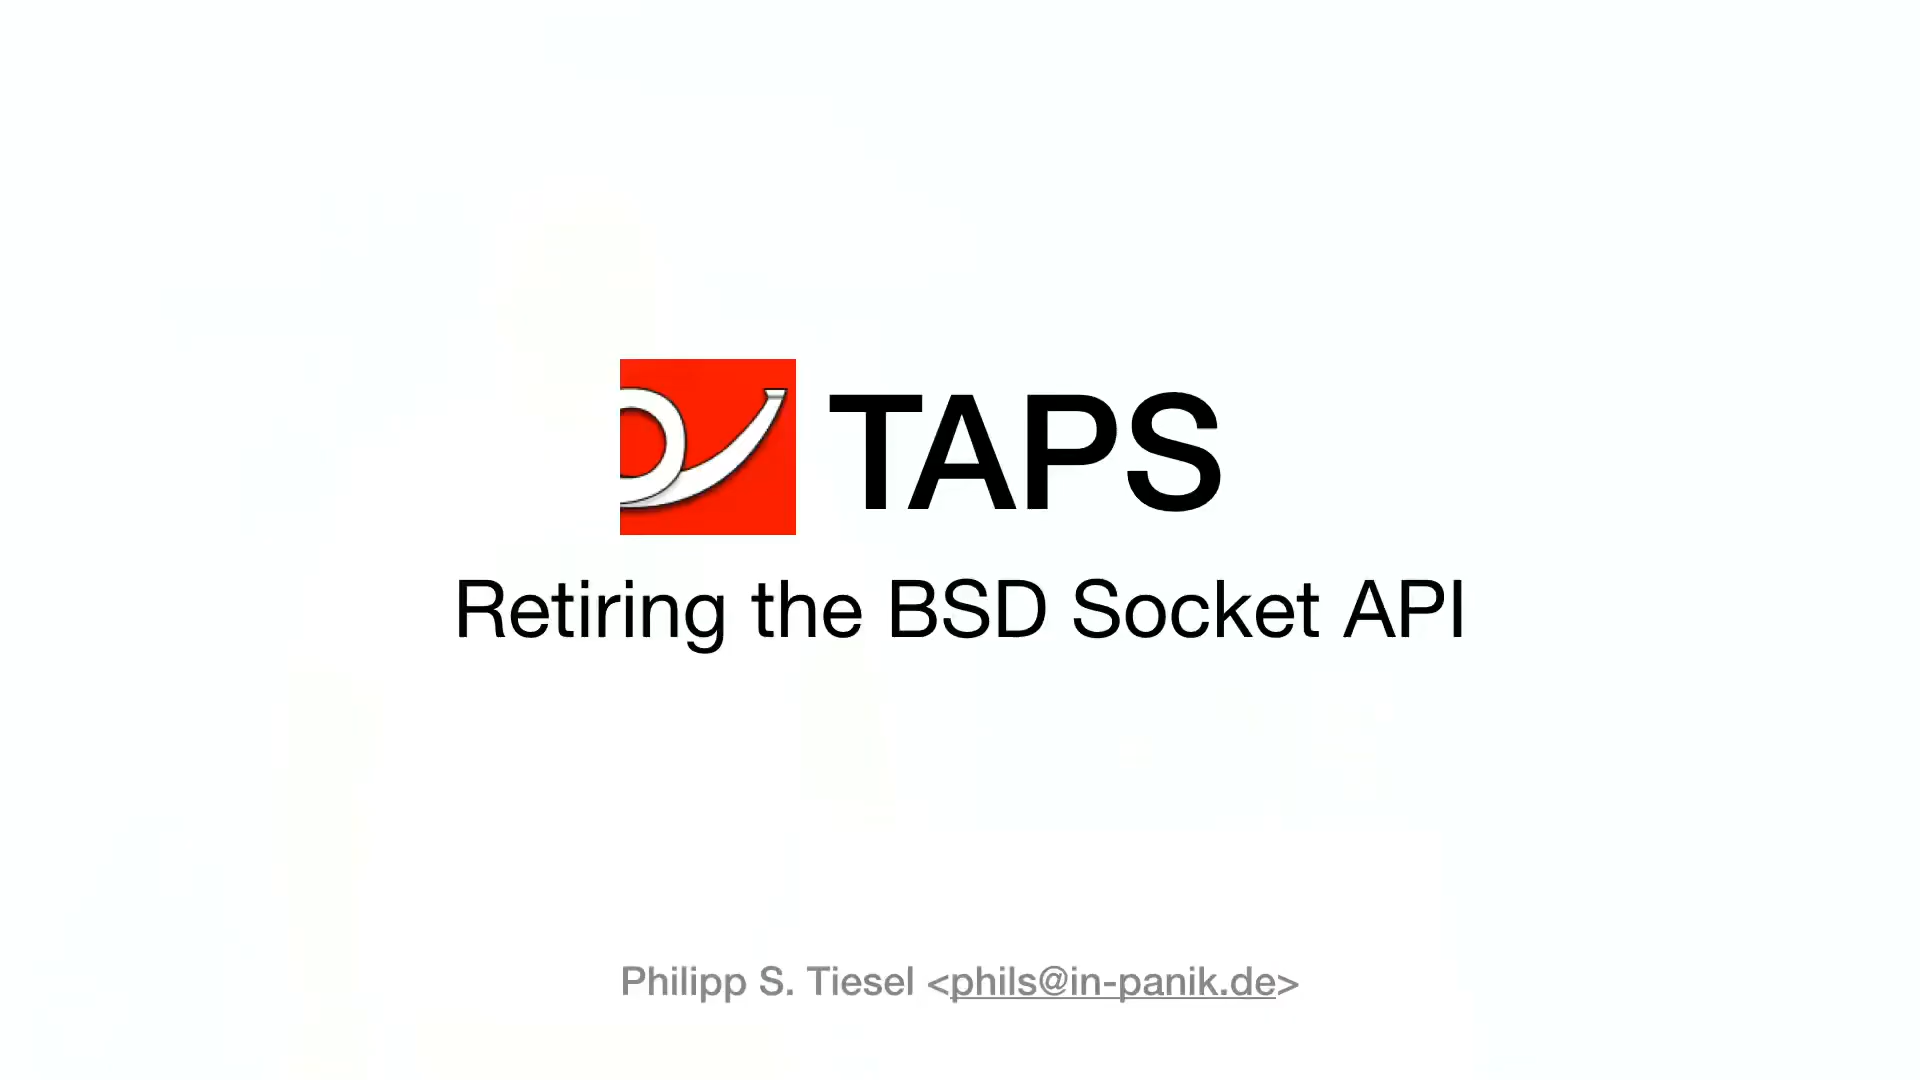 TAPS
Retiring the BSD Socket API
Philipp S. Tiesel <phils@in-panik.de>